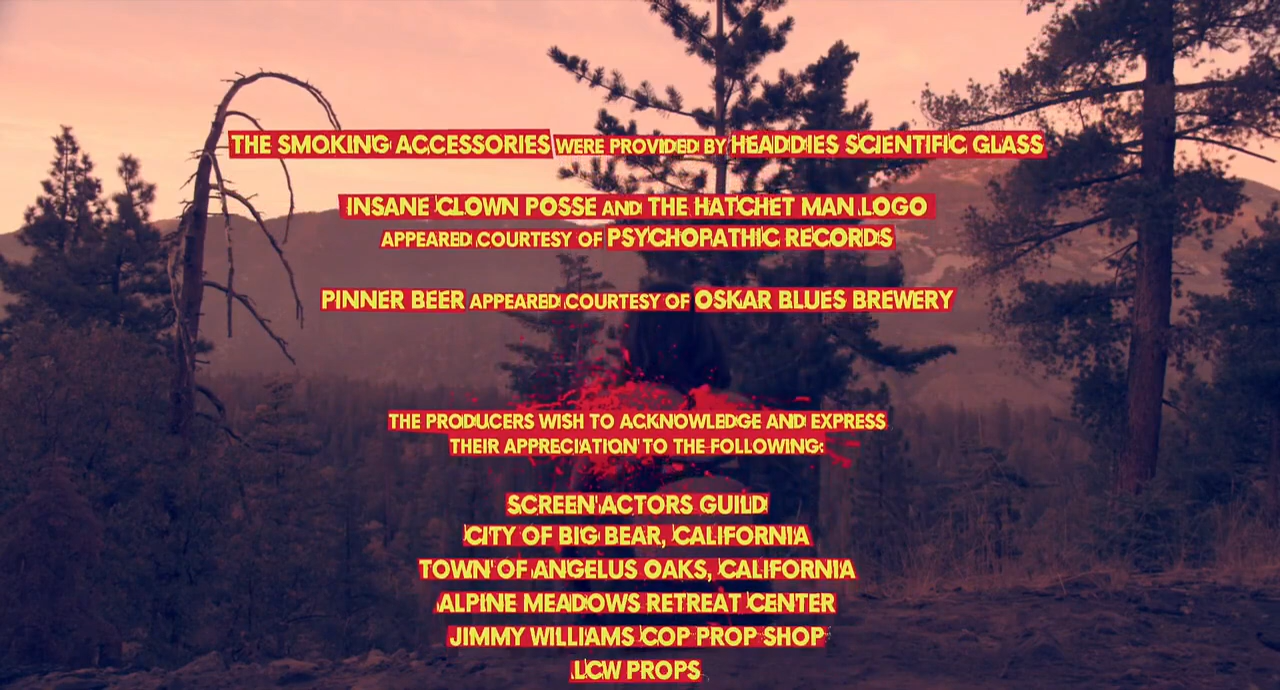 THE SMOKING ACCESSORIES WERE PROVIDED BY HEADDIES SCIENTIFIC GLASS
INSANE CLOWN POSSE AND THE HATCHET MAN LOGO
APPEARED COURTESY OF PSYCHOPATHIC RECORDS
PINNER BEER APPEARED COURTESY OF OSKAR BLUES BREWERY
THE PRODUCERS WISH TO ACKNOWLEDGE AND EXPRESS
THEIR APPRECIATION TO THE FOLLOWING:
SCREEN ACTORS GUILD
CITY OF BIG BEAR, CALIFORNIA
TOWN OF ANGELUS OAKS, CALIFORNIA
ALPINE MEADOWS RETREAT CENTER
JIMMY WILLIAMS COP PROP SHOP
LCW PROPS